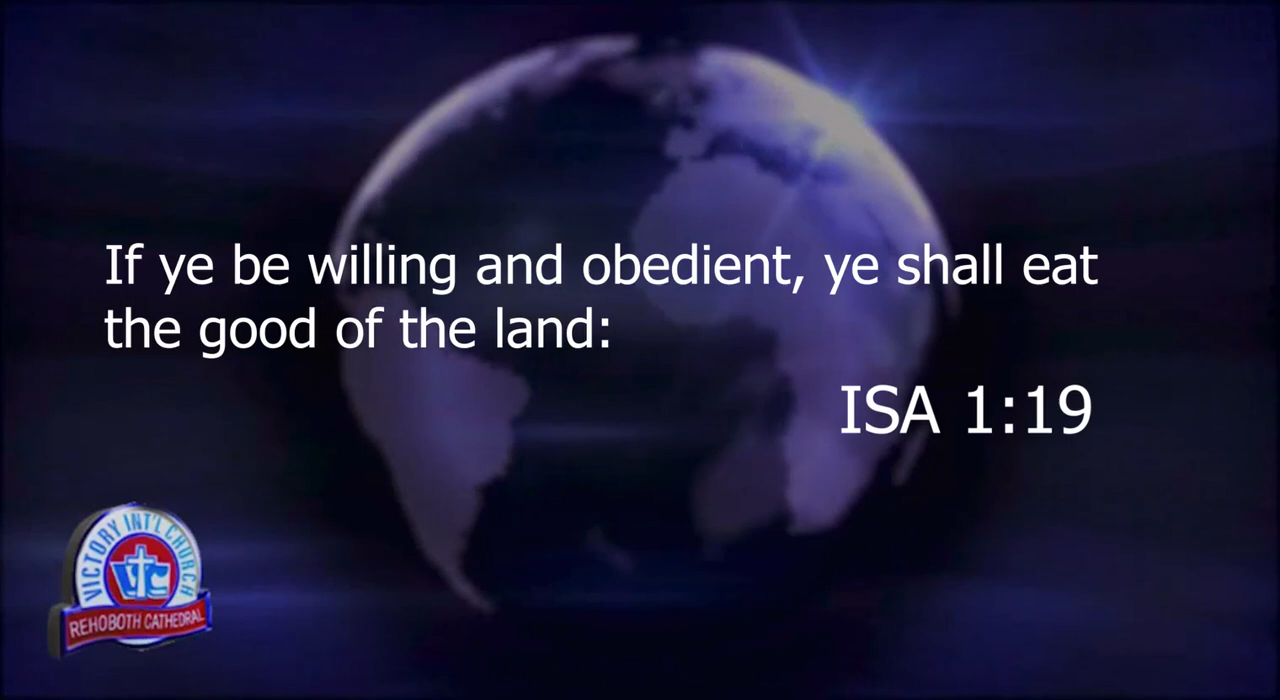 If ye be willing and obedient, ye shall eat
the good of the land:
ISA 1:19
VICTORY INT'L CHURCH
VIC
REHOBOTH CATHEDRAL